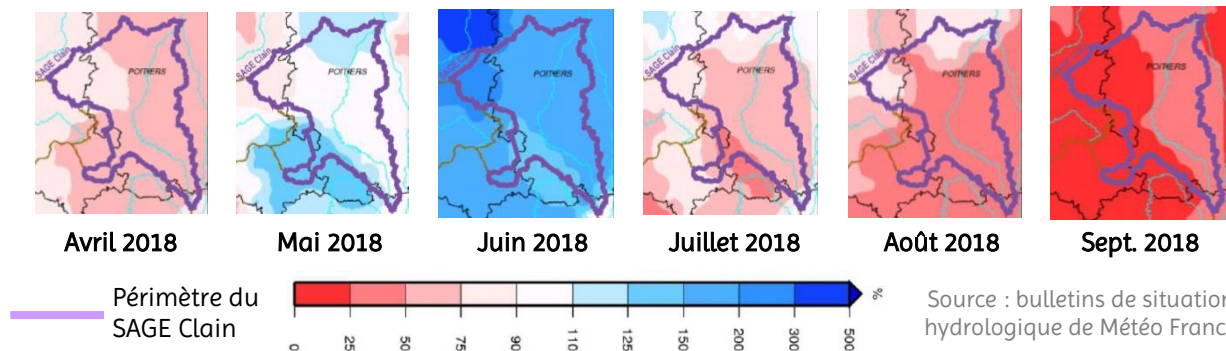 SAGE Clain POITIERS
SAGE Clain POITIERS
SAGE Clain POITIERS
SAGE Clain POITIERS
SAGE Clain POITIERS
SAGE Clain POITIERS
Avril 2018 Mai 2018 Juin 2018 Juillet 2018 Août 2018 Sept. 2018
Périmètre du
SAGE Clain
0 25 50 75 90 110 125 150 200 300 500 %
Source : bulletins de situation
hydrologique de Météo Franc